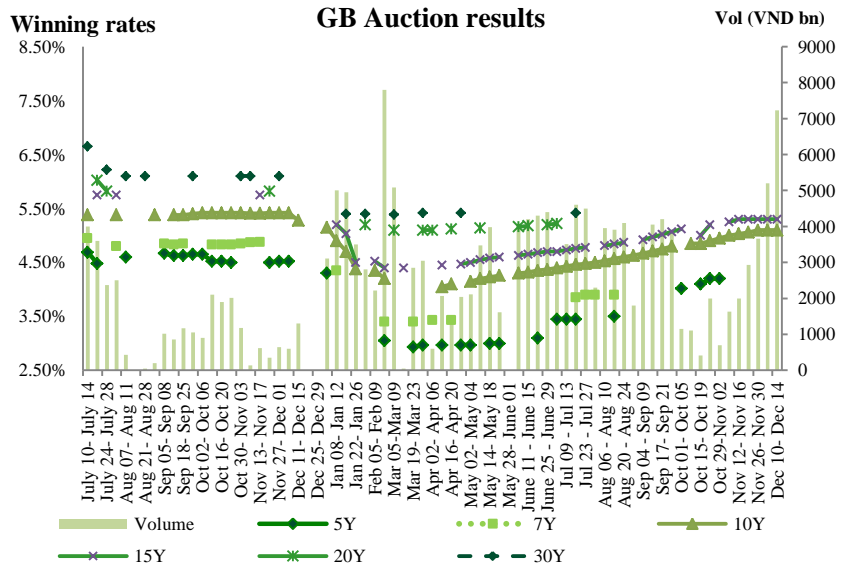 Winning rates
GB Auction results
Vol (VND bn)
8.50%
7.50%
6.50%
5.50%
4.50%
3.50%
2.50%
9000
8000
7000
6000
5000
4000
3000
2000
1000
0
July 10- July 14
July 24- July 28
Aug 07- Aug 11
Aug 21- Aug 28
Sep 05- Sep 08
Sep 18- Sep 25
Oct 02- Oct 06
Oct 16- Oct 20
Oct 30- Nov 03
Nov 13- Nov 17
Nov 27- Dec 01
Dec 11- Dec 15
Dec 25- Dec 29
Jan 08- Jan 12
Jan 22- Jan 26
Feb 05- Feb 09
Mar 05-Mar 09
Mar 19- Mar 23
Apr 02- Apr 06
Apr 16- Apr 20
May 02- May 04
May 14- May 18
May 28- June 01
June 11 - June 15
June 25 - June 29
Jul 09 - Jul 13
Jul 23 - Jul 27
Aug 06 - Aug 10
Aug 20 - Aug 24
Sep 04 - Sep 09
Sep 17- Sep 21
Oct 01- Oct 05
Oct 15- Oct 19
Oct 29-Nov 02
Nov 12- Nov 16
Nov 26- Nov 30
Dec 10- Dec 14
Volume
5Y
7Y
10Y
15Y
20Y
30Y